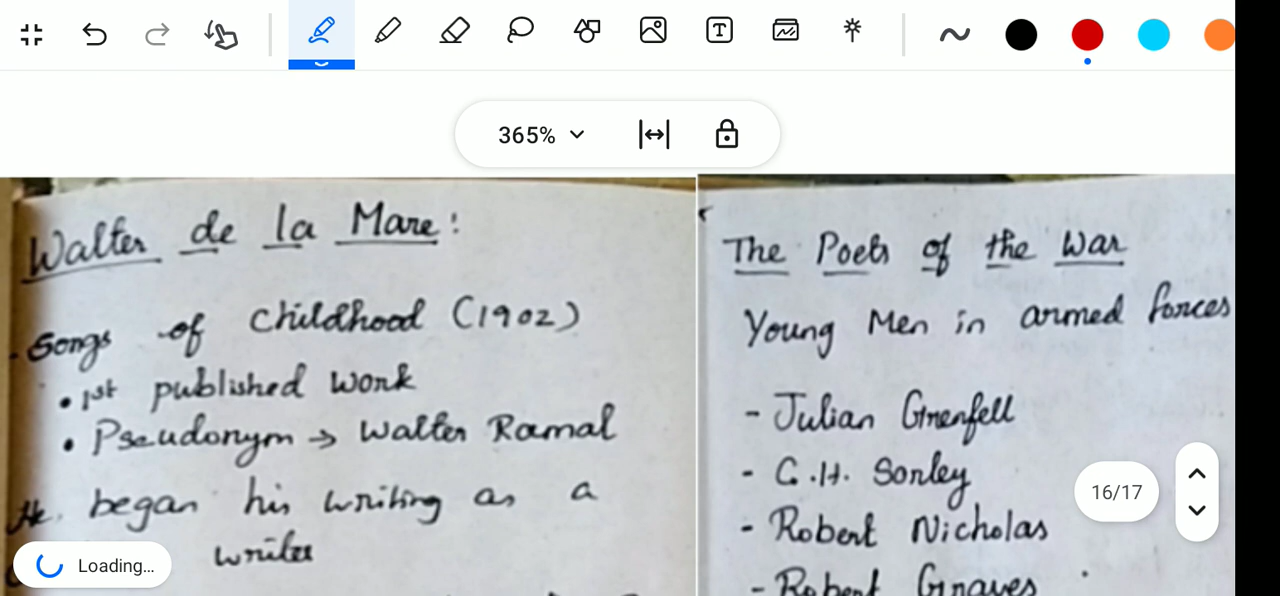 365%
Walter de la Mare:
Songs of Childhood (1902)
• 1st published work
• Pseudonym → Walter Ramal
He began his writing as a
writer
The Poets of the War
Young Men in armed forces
- Julian Grenfell
- C.H. Sorley
- Robert Nicholas
- Robert Graves
16/17
Loading...